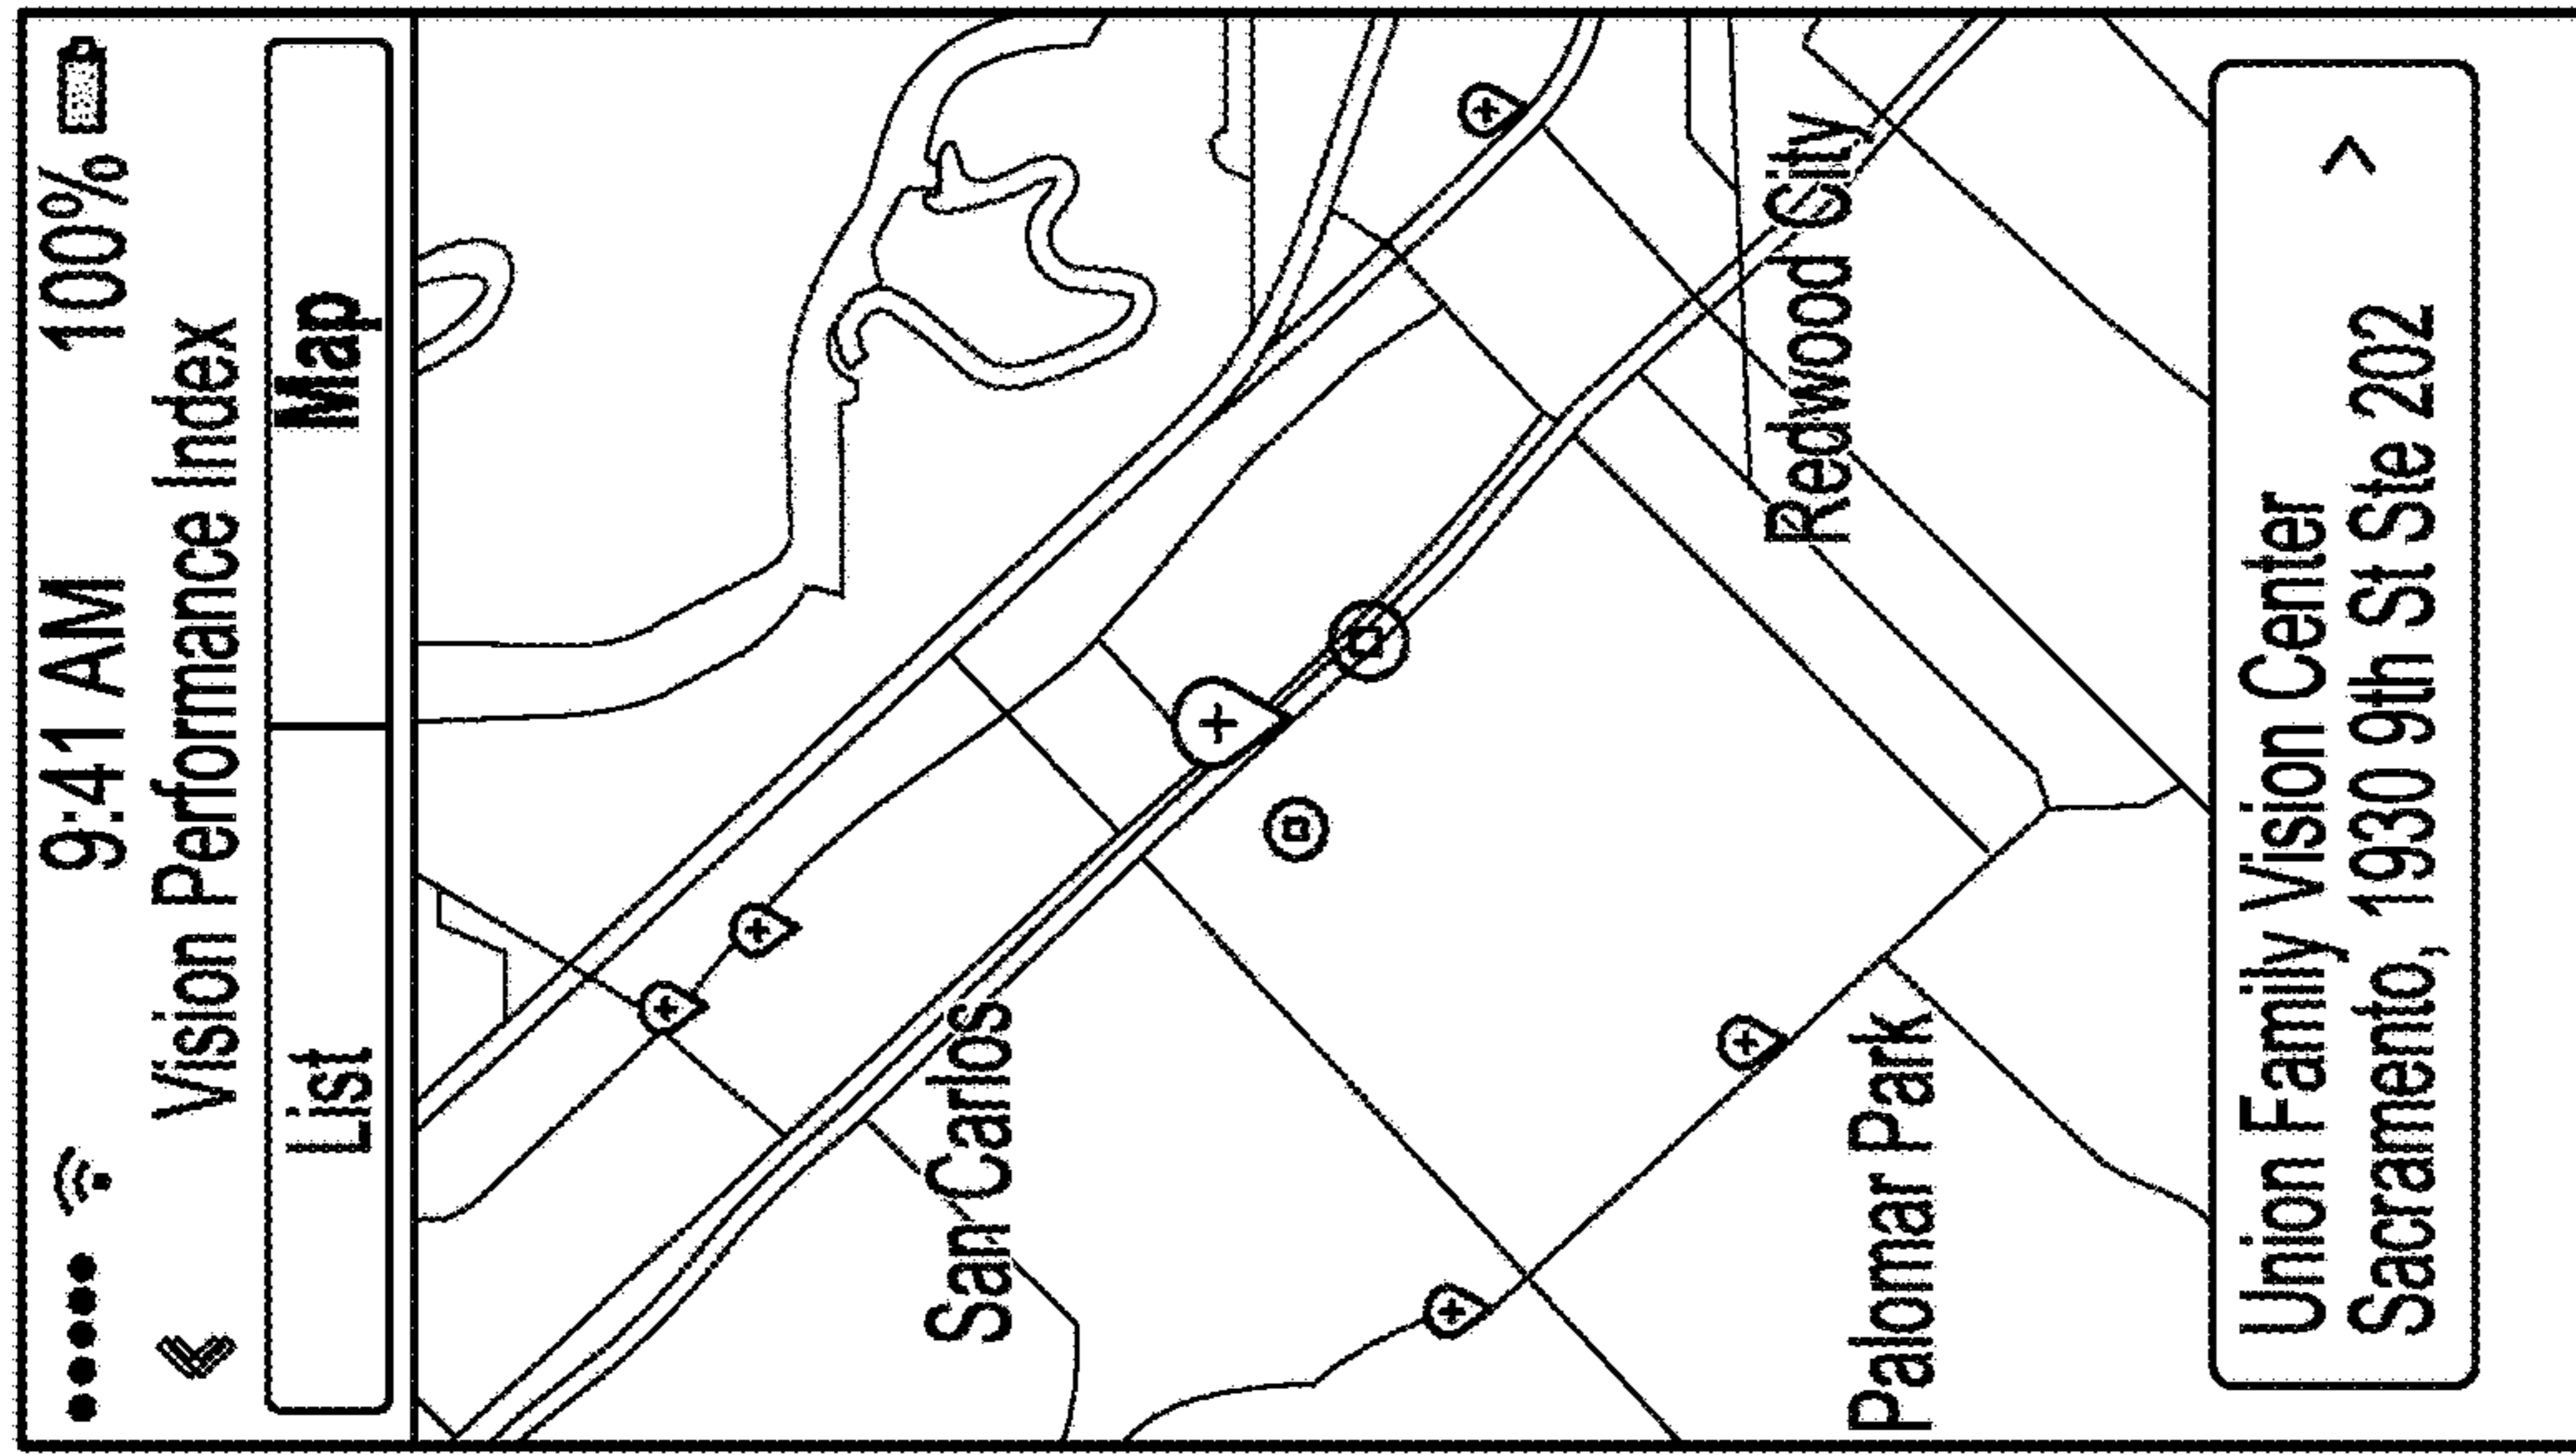 9:41 AM 100%
Vision Performance Index
List Map
San Carlos
Redwood City
Palomar Park
Union Family Vision Center
Sacramento, 1930 9th St Ste 202 >